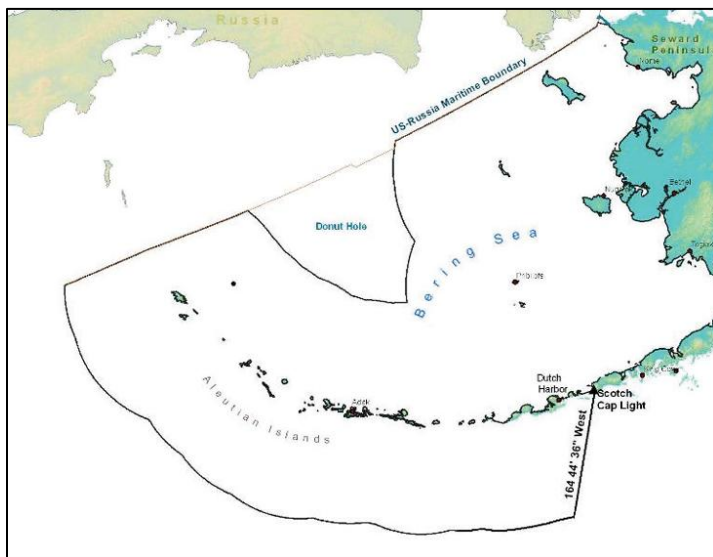 Russia
Seward
Peninsula
Nome
US-Russia Maritime Boundary
Bethel
Donut Hole
Bering Sea
Pribilofs
Aleutian Islands
Adak
Dutch
Harbor
Scotch
Cap Light
164 44' 36" West